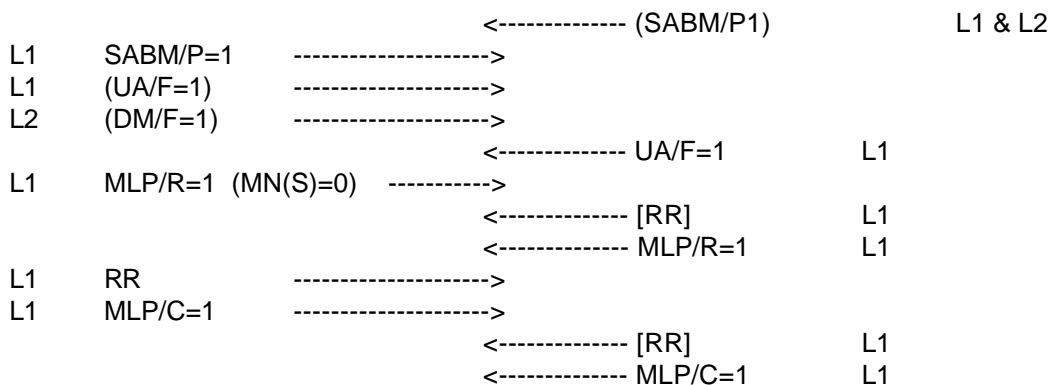 <-------------- (SABM/P1) L1 & L2
L1 SABM/P=1 --------------------->
L1 (UA/F=1) --------------------->
L2 (DM/F=1) --------------------->
<-------------- UA/F=1 L1
L1 MLP/R=1 (MN(S)=0) ----------->
<-------------- [RR] L1
<--------------- MLP/R=1 L1
L1 RR --------------------->
L1 MLP/C=1 --------------------->
<-------------- [RR] L1
<--------------- MLP/C=1 L1